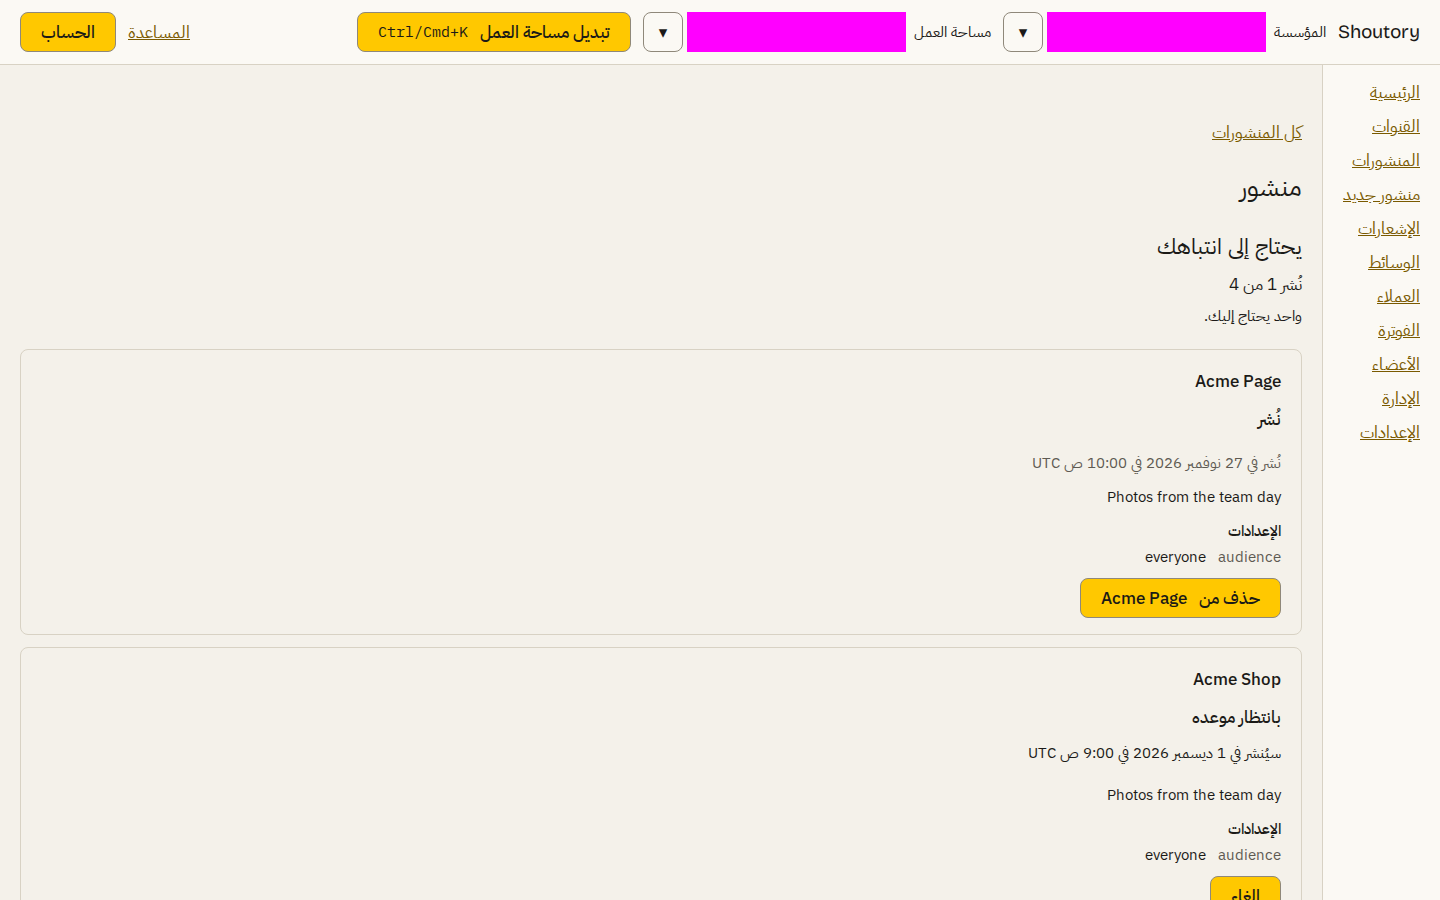 Shoutory المؤسسة ▼ مساحة العمل ▼ تبديل مساحة العمل Ctrl/Cmd+K المساعدة الحساب
الرئيسية
القنوات
المنشورات
منشور جديد
الإشعارات
الوسائط
العملاء
الفوترة
الأعضاء
الإدارة
الإعدادات
كل المنشورات
منشور
يحتاج إلى انتباهك
نُشر 1 من 4
واحد يحتاج إليك.
Acme Page
نُشر
نُشر في 27 نوفمبر 2026 في 10:00 ص UTC
Photos from the team day
الإعدادات
audience everyone
حذف من Acme Page
Acme Shop
بانتظار موعده
سيُنشر في 1 ديسمبر 2026 في 9:00 ص UTC
Photos from the team day
الإعدادات
audience everyone
إلغاء